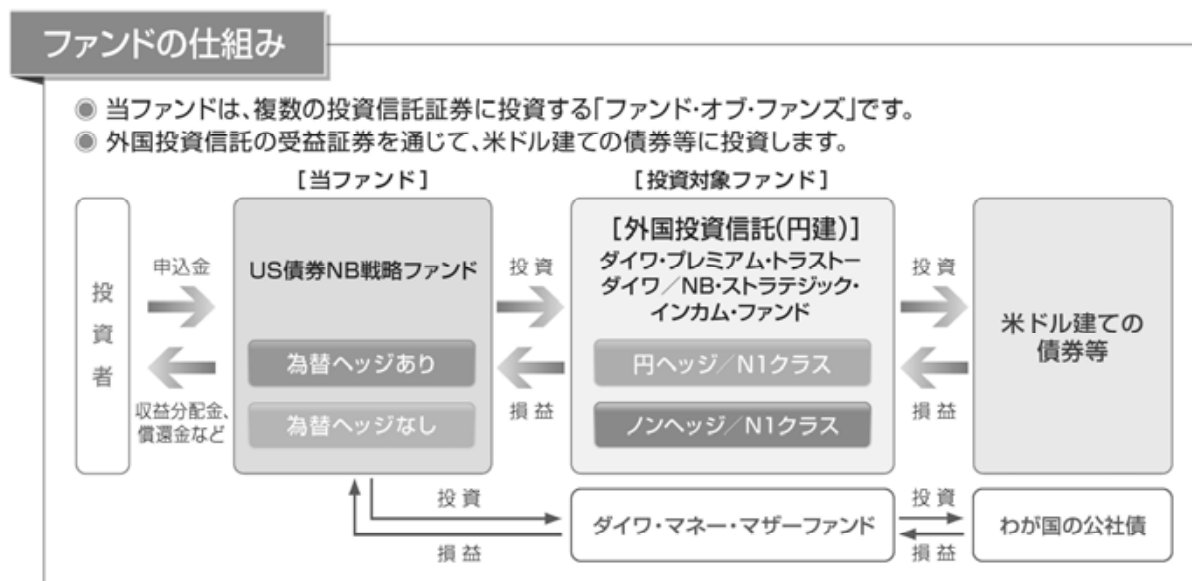 ファンドの仕組み
◉ 当ファンドは、複数の投資信託証券に投資する「ファンド・オブ・ファンズ」です。
◉ 外国投資信託の受益証券を通じて、米ドル建ての債券等に投資します。
[当ファンド]
[投資対象ファンド]
投資者
申込金
収益分配金、
償還金など
US債券NB戦略ファンド
為替ヘッジあり
為替ヘッジなし
投資
損益
[外国投資信託(円建)]
ダイワ・プレミアム・トラストー
ダイワ/NB・ストラテジック・
インカム・ファンド
円ヘッジ/N1クラス
ノンヘッジ/N1クラス
投資
損益
米ドル建ての
債券等
投資
損益
ダイワ・マネー・マザーファンド
投資
損益
わが国の公社債